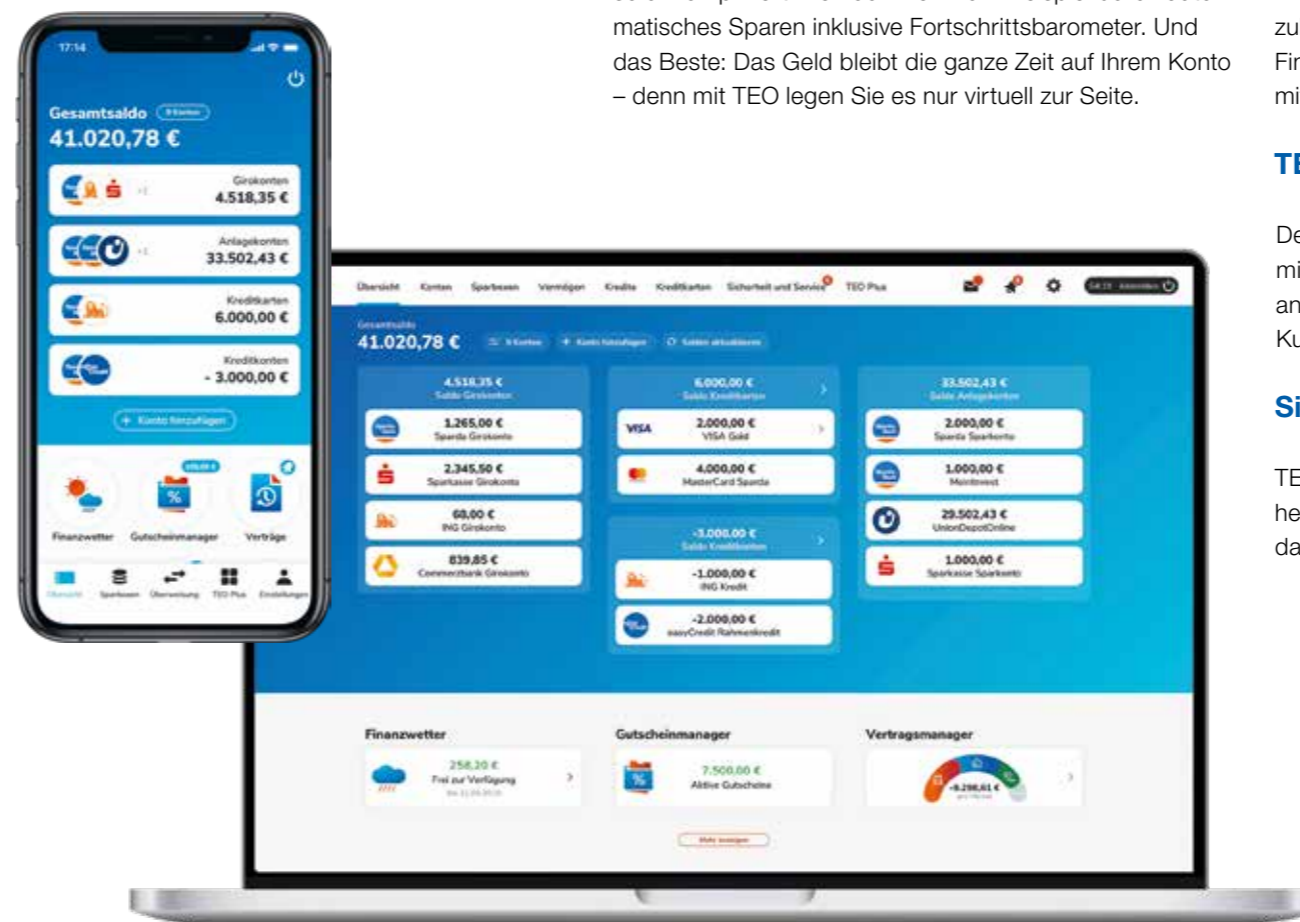 matisches Sparen inklusive Fortschrittsbarometer. Und
das Beste: Das Geld bleibt die ganze Zeit auf Ihrem Konto
– denn mit TEO legen Sie es nur virtuell zur Seite.
17:14
Gesamtsaldo
41.020,78 €
Girokonten
4.518,35 €
Anlagekonten
33.502,43 €
Kreditkarten
6.000,00 €
Kreditkonten
- 3.000,00 €
+ Konto hinzufügen
Finanzwetter Gutscheinmanager Verträge
Übersicht Sparboxen Überweisung TEO Plus Einstellungen
Übersicht Konten Sparboxen Vermögen Kredite Kreditkarten Sicherheit und Service TEO Plus
Gesamtsaldo
41.020,78 €
9 Konten + Konto hinzufügen Salden aktualisieren
4.518,35 €
Saldo Girokonten
1.265,00 €
Sparda Girokonto
2.345,50 €
Sparkasse Girokonto
68,00 €
ING Girokonto
839,85 €
Commerzbank Girokonto
6.000,00 €
Saldo Kreditkarten
VISA
2.000,00 €
VISA Gold
4.000,00 €
MasterCard Sparda
-3.000,00 €
Saldo Kreditkonten
-1.000,00 €
ING Kredit
-2.000,00 €
easyCredit Rahmenkredit
33.502,43 €
Saldo Anlagekonten
2.000,00 €
Sparda Sparkonto
1.000,00 €
MeinInvest
29.502,43 €
UnionDepotOnline
1.000,00 €
Sparkasse Sparkonto
Finanzwetter
258,20 €
Frei zur Verfügung
Gutscheinmanager
%
7.500,00 €
Aktive Gutscheine
Vertragsmanager
-9.298,61 €
Mehr anzeigen